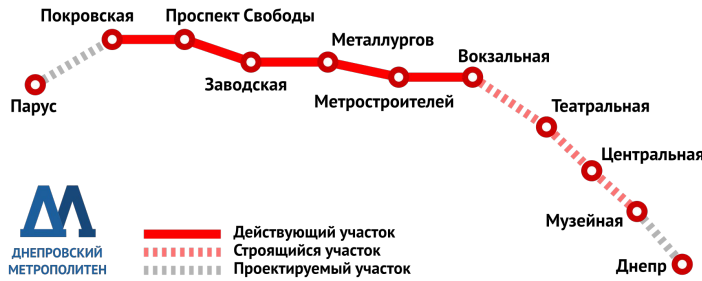 Покровская
Проспект Свободы
Металлургов
Вокзальная
Заводская
Парус
Метростроителей
Театральная
Центральная
Музейная
Днепр
ДНЕПРОВСКИЙ
МЕТРОПОЛИТЕН
Действующий участок
Строящийся участок
Проектируемый участок